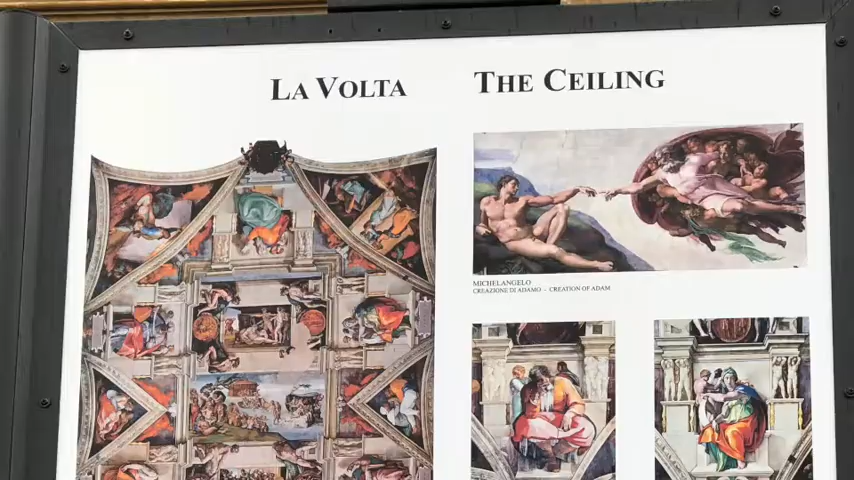 LA VOLTA THE CEILING
MICHELANGELO
CREAZIONE DI ADAMO - CREATION OF ADAM